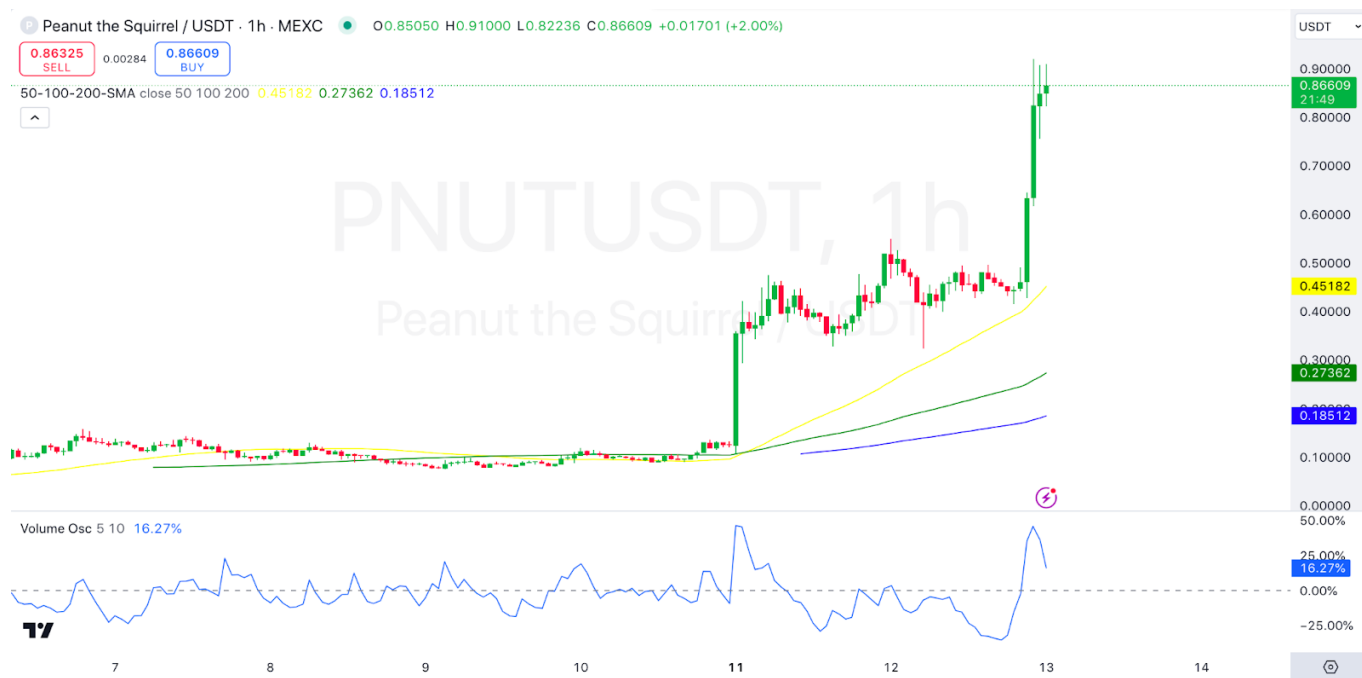 P Peanut the Squirrel / USDT · 1h · MEXC O0.85050 H0.91000 L0.82236 C0.86609 +0.01701 (+2.00%)
USDT
0.86325 SELL 0.00284 0.86609 BUY
50-100-200-SMA close 50 100 200 0.45182 0.27362 0.18512
PNUTUSDT, 1h
Peanut the Squirrel / USDT
0.90000
0.86609
21:49
0.80000
0.70000
0.60000
0.50000
0.45182
0.40000
0.30000
0.27362
0.18512
0.10000
0.00000
Volume Osc 5 10 16.27%
50.00%
25.00%
16.27%
0.00%
−25.00%
7 8 9 10 11 12 13 14